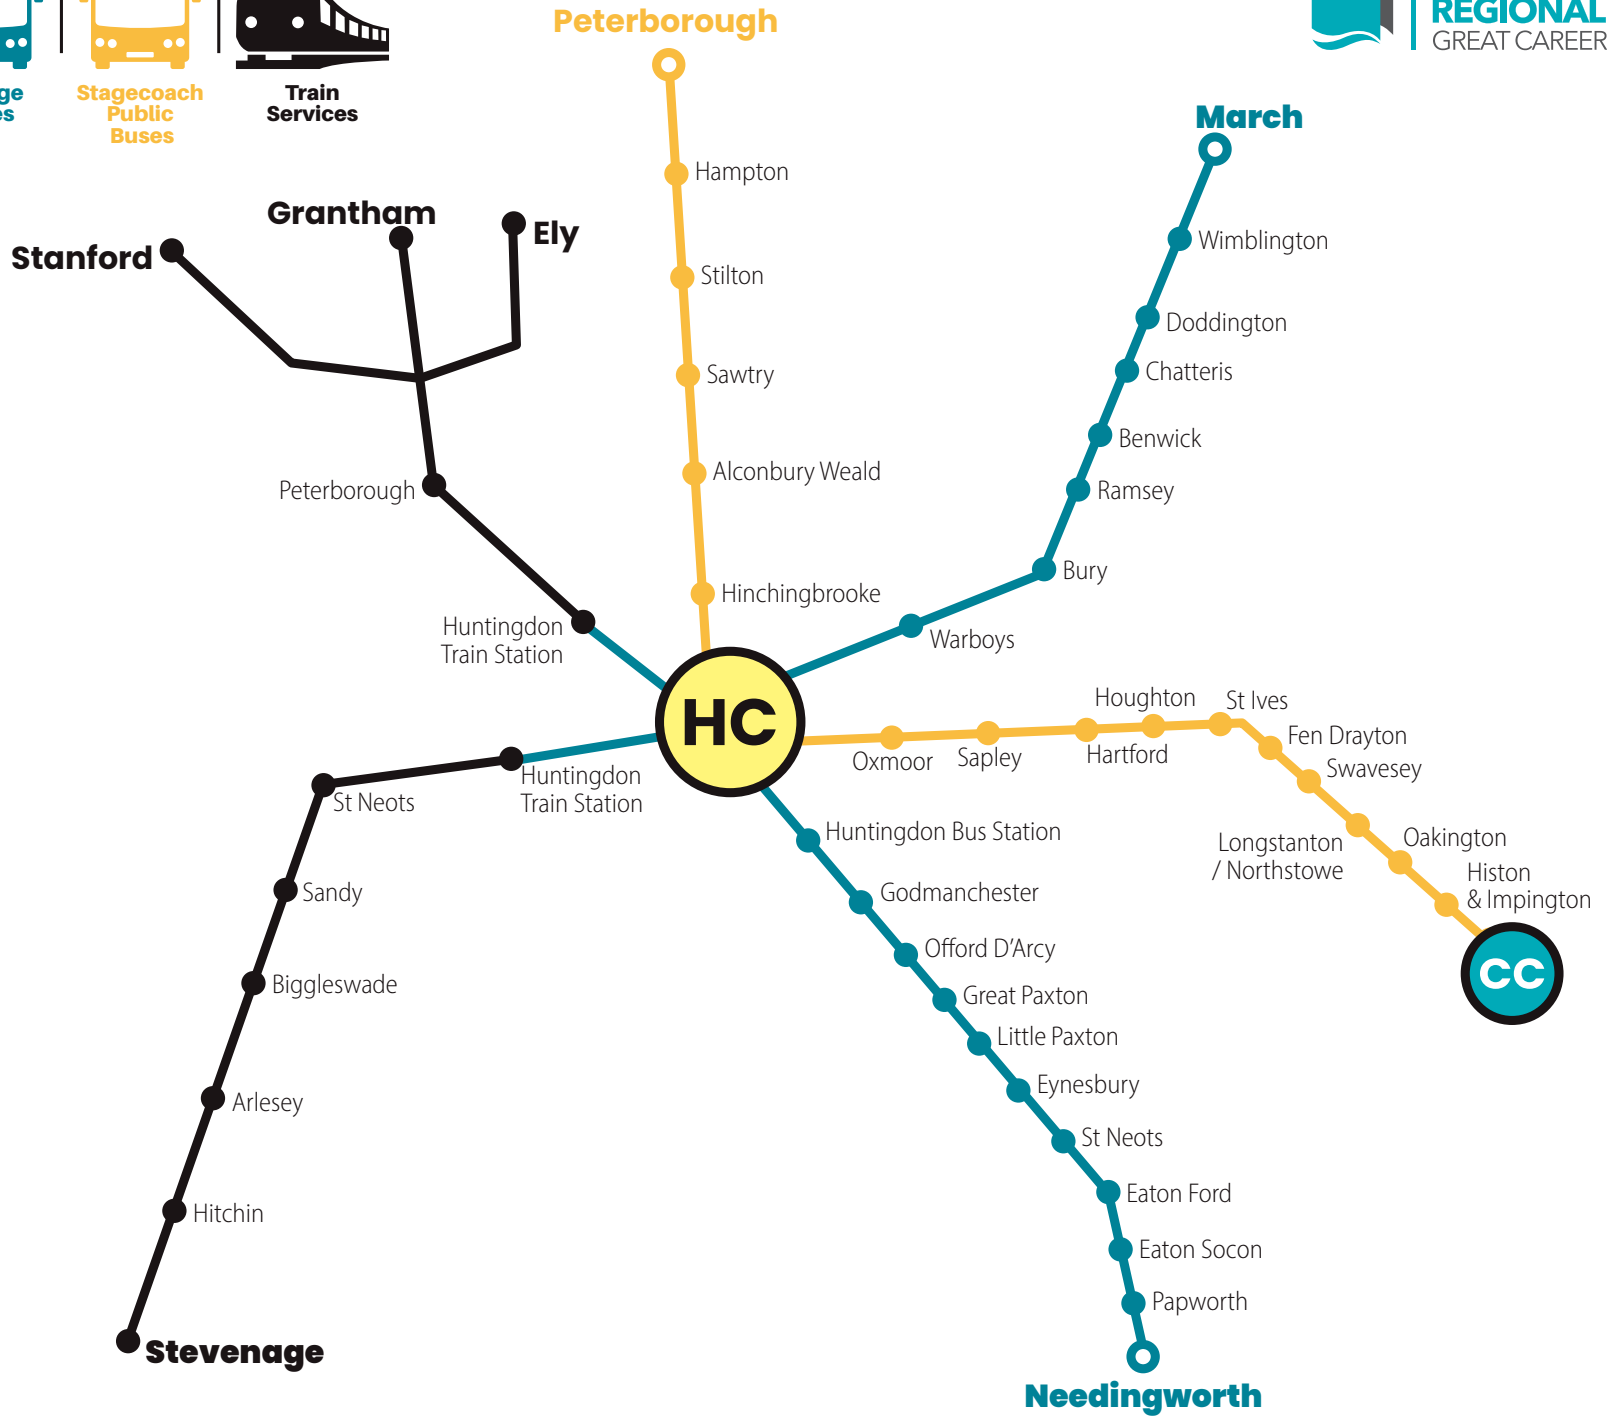 Peterborough
REGIONAL
GREAT CAREER
Stagecoach
Public
Buses
Train
Services
March
Hampton
Grantham
Ely
Stanford
Wimblington
Stilton
Doddington
Chatteris
Sawtry
Benwick
Alconbury Weald
Peterborough
Ramsey
Bury
Hinchingbrooke
Huntingdon
Train Station
Warboys
HC
Houghton
St Ives
Fen Drayton
Oxmoor
Sapley
Hartford
Swavesey
Huntingdon
Train Station
St Neots
Huntingdon Bus Station
Longstanton
/ Northstowe
Oakington
Histon
& Impington
Sandy
Godmanchester
Offord D'Arcy
CC
Biggleswade
Great Paxton
Little Paxton
Eynesbury
Arlesey
St Neots
Eaton Ford
Hitchin
Eaton Socon
Papworth
Stevenage
Needingworth